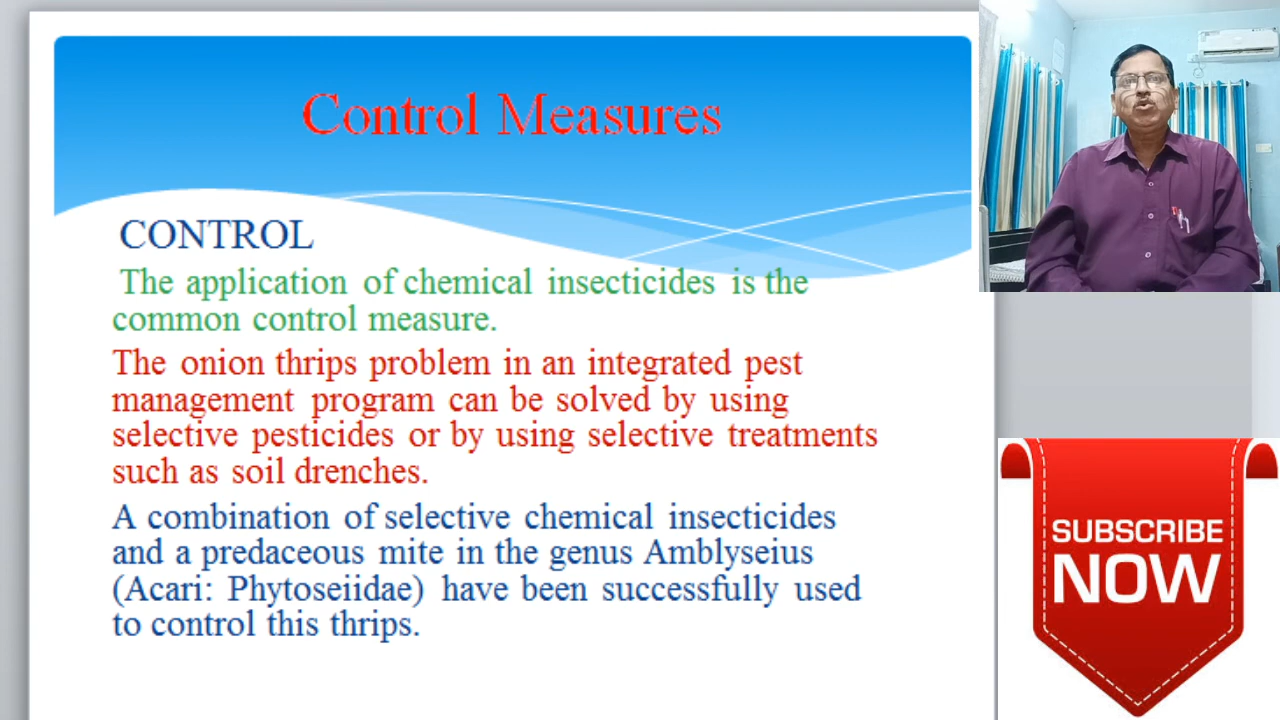 Control Measures
CONTROL
The application of chemical insecticides is the
common control measure.
The onion thrips problem in an integrated pest
management program can be solved by using
selective pesticides or by using selective treatments
such as soil drenches.
A combination of selective chemical insecticides
and a predaceous mite in the genus Amblyseius
(Acari: Phytoseiidae) have been successfully used
to control this thrips.
SUBSCRIBE
NOW